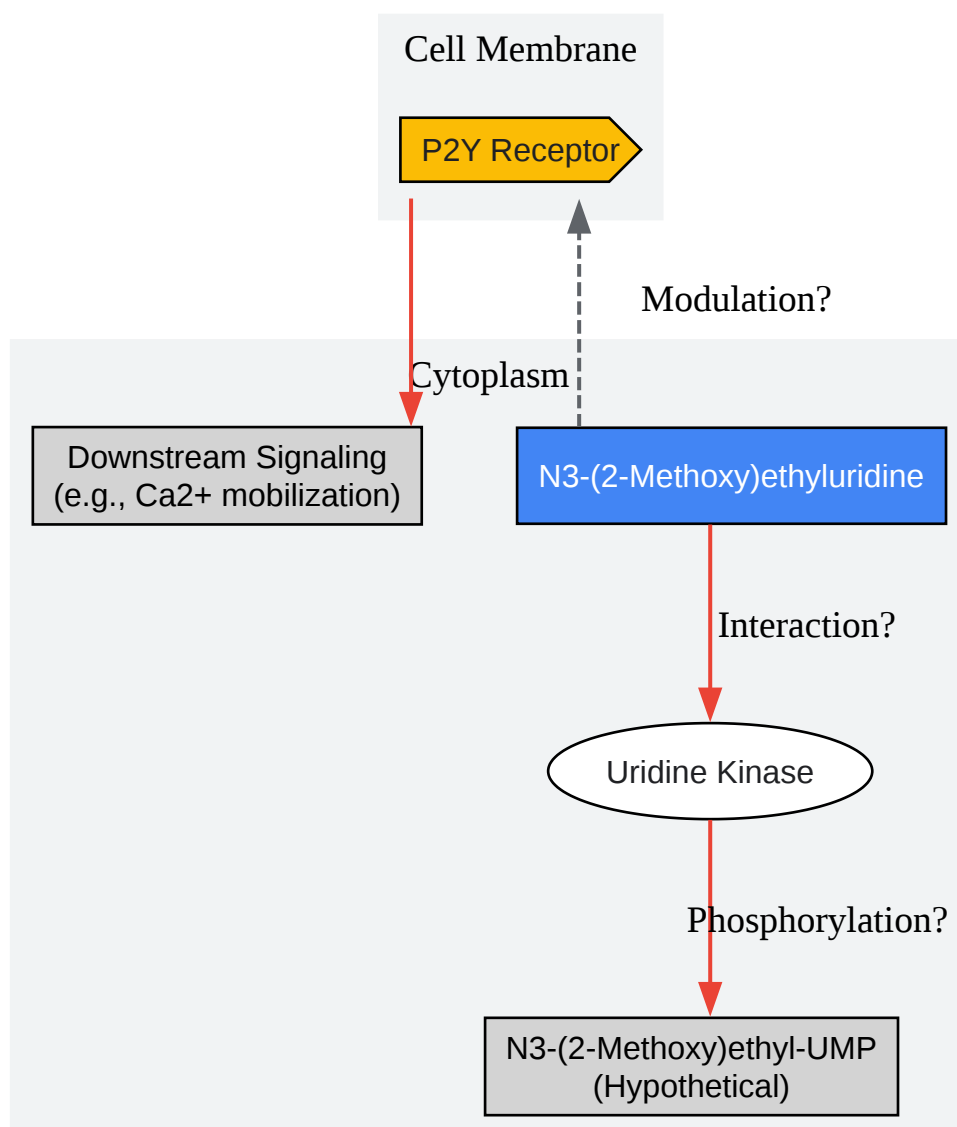 Cell Membrane
P2Y Receptor
Modulation?
Cytoplasm
Downstream Signaling
(e.g., Ca2+ mobilization)
N3-(2-Methoxy)ethyluridine
Interaction?
Uridine Kinase
Phosphorylation?
N3-(2-Methoxy)ethyl-UMP
(Hypothetical)